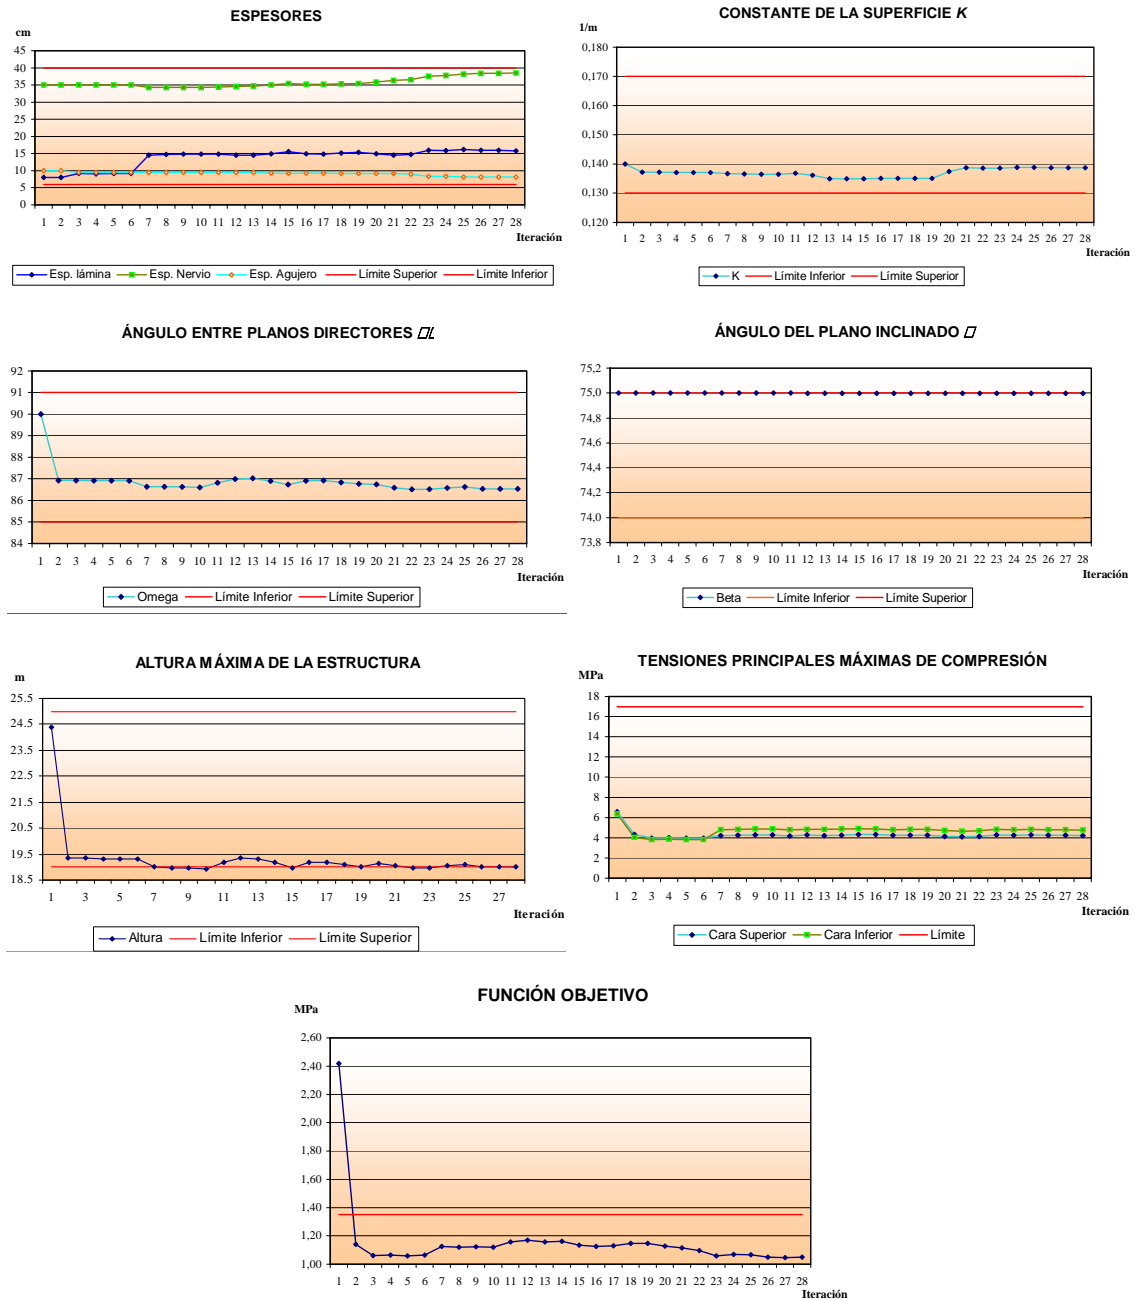 ESPESORES
cm
45
40
35
30
25
20
15
10
5
0
1 2 3 4 5 6 7 8 9 10 11 12 13 14 15 16 17 18 19 20 21 22 23 24 25 26 27 28
Iteración
Esp. lámina Esp. Nervio Esp. Agujero Límite Superior Límite Inferior
CONSTANTE DE LA SUPERFICIE K
1/m
0,180
0,170
0,160
0,150
0,140
0,130
0,120
1 2 3 4 5 6 7 8 9 10 11 12 13 14 15 16 17 18 19 20 21 22 23 24 25 26 27 28
Iteración
K Límite Inferior Límite Superior
ÁNGULO ENTRE PLANOS DIRECTORES
92
91
90
89
88
87
86
85
84
1 2 3 4 5 6 7 8 9 10 11 12 13 14 15 16 17 18 19 20 21 22 23 24 25 26 27 28
Iteración
Omega Límite Inferior Límite Superior
ÁNGULO DEL PLANO INCLINADO
75,2
75,0
74,8
74,6
74,4
74,2
74,0
73,8
1 2 3 4 5 6 7 8 9 10 11 12 13 14 15 16 17 18 19 20 21 22 23 24 25 26 27 28
Iteración
Beta Límite Inferior Límite Superior
ALTURA MÁXIMA DE LA ESTRUCTURA
m
25.5
24.5
23.5
22.5
21.5
20.5
19.5
18.5
1 3 5 7 9 11 13 15 17 19 21 23 25 27
Iteración
Altura Límite Inferior Límite Superior
TENSIONES PRINCIPALES MÁXIMAS DE COMPRESIÓN
MPa
18
16
14
12
10
8
6
4
2
0
1 2 3 4 5 6 7 8 9 10 11 12 13 14 15 16 17 18 19 20 21 22 23 24 25 26 27 28
Iteración
Cara Superior Cara Inferior Límite
FUNCIÓN OBJETIVO
MPa
2,60
2,40
2,20
2,00
1,80
1,60
1,40
1,20
1,00
1 2 3 4 5 6 7 8 9 10 11 12 13 14 15 16 17 18 19 20 21 22 23 24 25 26 27 28
Iteración